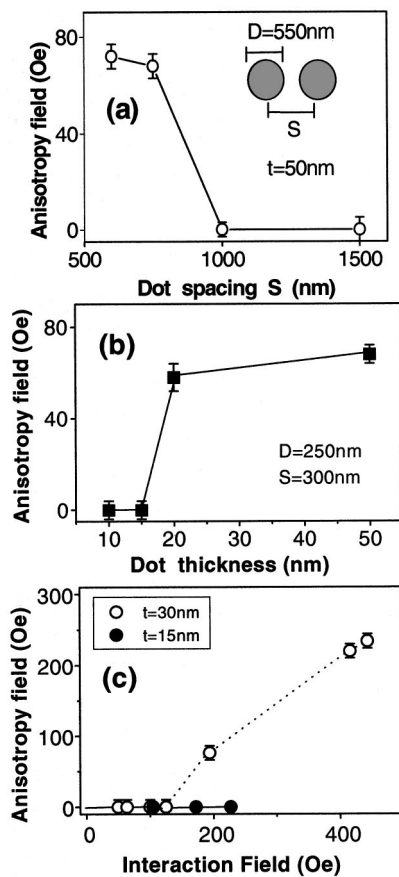 80
D=550nm
(a)
40
S
t=50nm
0
500
1000
1500
Anisotropy field (Oe)
Dot spacing S (nm)
80
(b)
40
D=250nm
S=300nm
0
10
20
30
40
50
Anisotropy field (Oe)
Dot thickness (nm)
300
t=30nm
t=15nm
200
(c)
100
0
0
200
400
Anisotropy field (Oe)
Interaction Field (Oe)